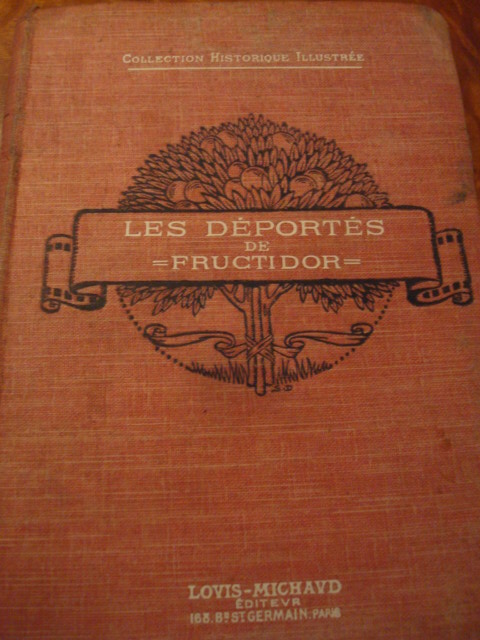 COLLECTION HISTORIQUE ILLUSTRÉE
LES DÉPORTÉS
DE
=FRUCTIDOR=
LOVIS-MICHAVD
ÉDITEVR
168. BD ST GERMAIN. PARIS